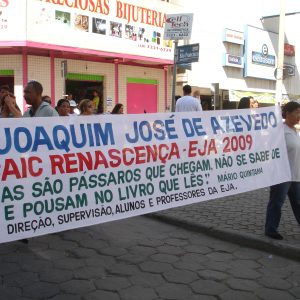 RECIOSAS BIJUTERIA
JOAQUIM JOSÉ DE AZEVEDO
AIC RENASCENÇA - EJA 2009
AS SÃO PÁSSAROS QUE CHEGAM, NÃO SE SABE DE
E POUSAM NO LIVRO QUE LÊS". MÁRIO QUINTANA
DIREÇÃO, SUPERVISÃO, ALUNOS E PROFESSORES DA EJA.